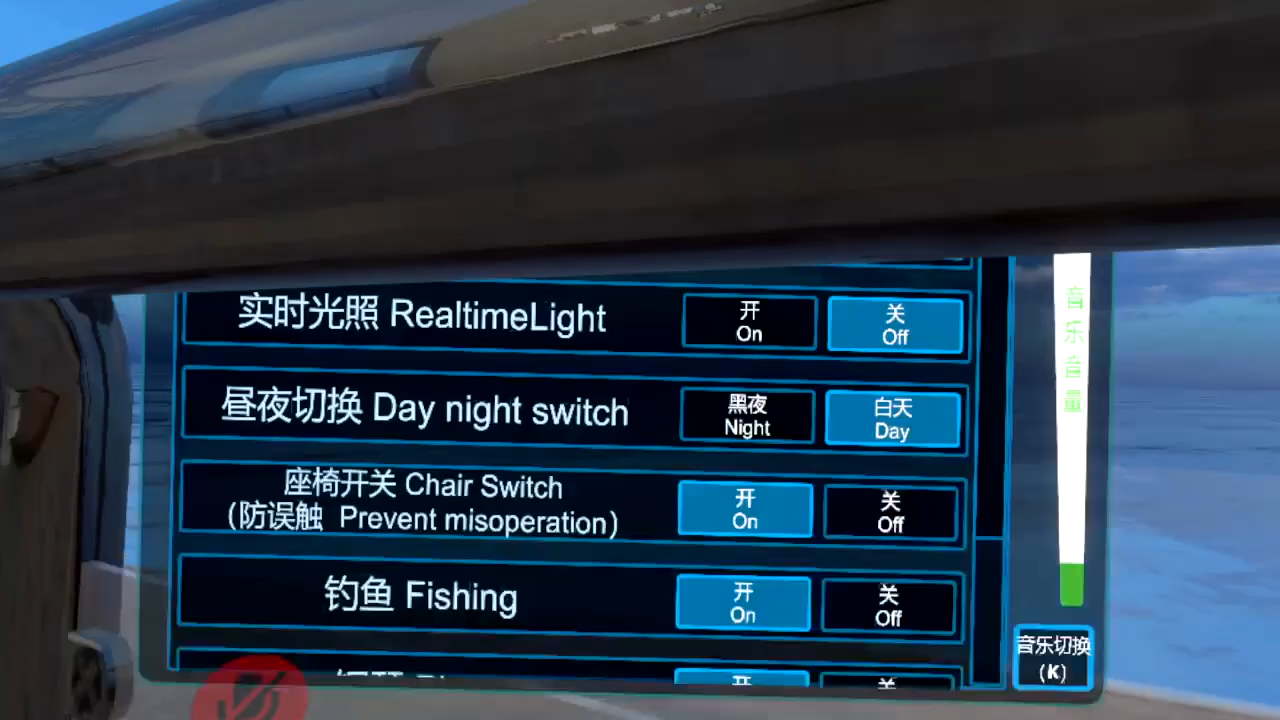 实时光照 RealtimeLight
开
On
关
Off
昼夜切换 Day night switch
黑夜
Night
白天
Day
座椅开关 Chair Switch
(防误触 Prevent misoperation)
开
On
关
Off
钓鱼 Fishing
开
On
关
Off
开
关
音乐音量
音乐切换
(K)